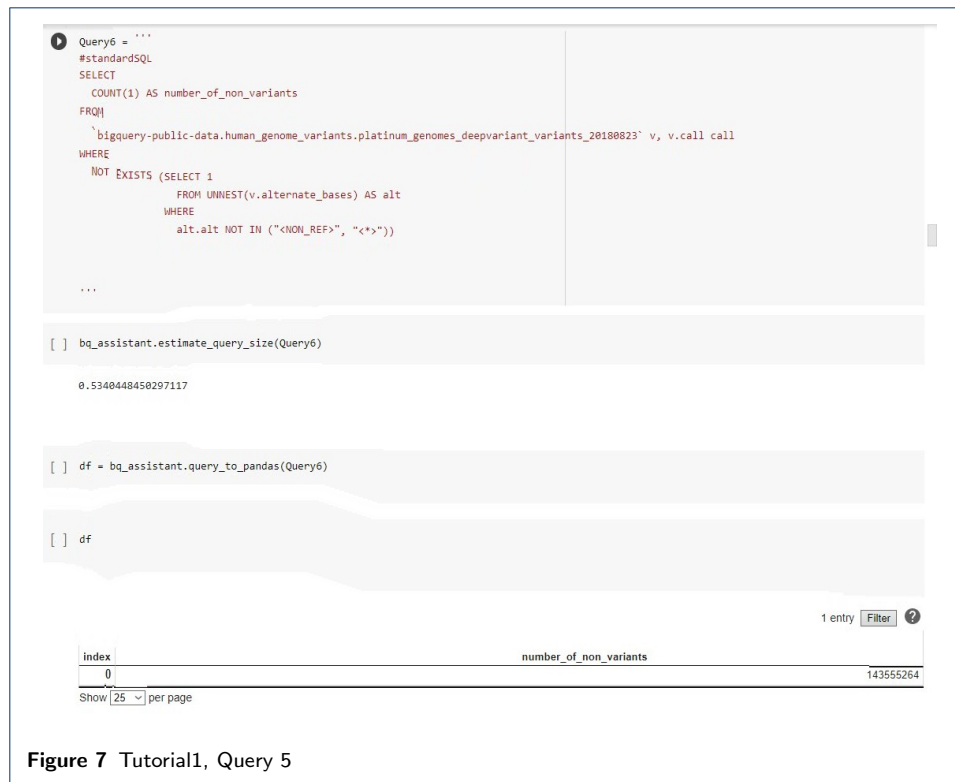 Query6 = '''
#standardSQL
SELECT
COUNT(1) AS number_of_non_variants
FROM
`bigquery-public-data.human_genome_variants.platinum_genomes_deepvariant_variants_20180823` v, v.call call
WHERE
NOT EXISTS (SELECT 1
FROM UNNEST(v.alternate_bases) AS alt
WHERE
alt.alt NOT IN ("<NON_REF>", "<*>"))
'''
[ ] bq_assistant.estimate_query_size(Query6)
0.5340448450297117
[ ] df = bq_assistant.query_to_pandas(Query6)
[ ] df
1 entry Filter ?
index number_of_non_variants
0 143555264
Show 25 per page
Figure 7 Tutorial1, Query 5